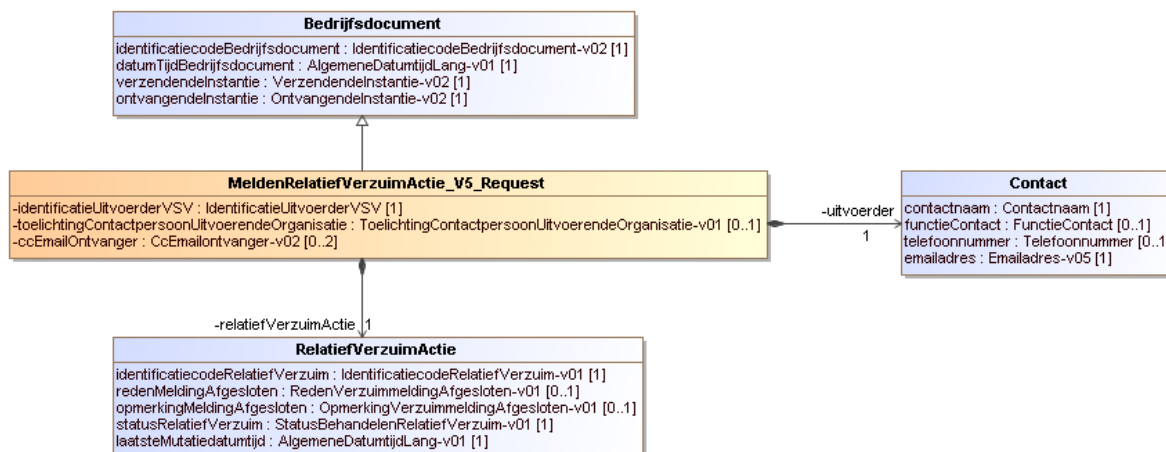 Bedrijfsdocument
identificatiecodeBedrijfsdocument : IdentificatiecodeBedrijfsdocument-v02 [1]
datumTijdBedrijfsdocument : AlgemeneDatumtijdLang-v01 [1]
verzendendeInstantie : VerzendendeInstantie-v02 [1]
ontvangendeInstantie : OntvangendeInstantie-v02 [1]
MeldenRelatiefVerzuimActie_V5_Request
-identificatieUitvoerderVSV : IdentificatieUitvoerderVSV [1]
-toelichtingContactpersoonUitvoerendeOrganisatie : ToelichtingContactpersoonUitvoerendeOrganisatie-v01 [0..1]
-ccEmailOntvanger : CcEmailontvanger-v02 [0..2]
-uitvoerder
1
Contact
contactnaam : Contactnaam [1]
functieContact : FunctieContact [0..1]
telefoonnummer : Telefoonnummer [0..1
emailadres : Emailadres-v05 [1]
-relatiefVerzuimActie 1
RelatiefVerzuimActie
identificatiecodeRelatiefVerzuim : IdentificatiecodeRelatiefVerzuim-v01 [1]
redenMeldingAfgesloten : RedenVerzuimmeldingAfgesloten-v01 [0..1]
opmerkingMeldingAfgesloten : OpmerkingVerzuimmeldingAfgesloten-v01 [0..1]
statusRelatiefVerzuim : StatusBehandelenRelatiefVerzuim-v01 [1]
laatsteMutatiedatumtijd : AlgemeneDatumtijdLang-v01 [1]